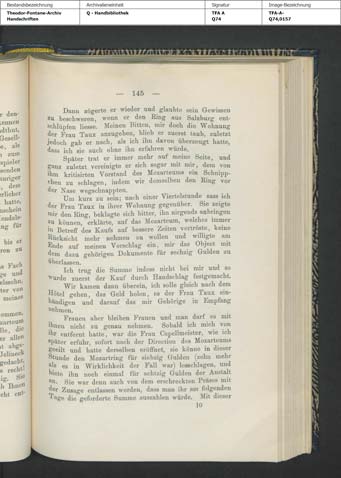 Bestandsbezeichnung
Archivalieneinheit
Signatur
Image-Bezeichnung
Theodor-Fontane-Archiv
Handschriften
Q - Handbibliothek
TFA A
Q74
TFA-A-
Q74,0157
— 145 —
Dann zögerte er wieder und glaubte sein Gewissen
zu beschweren, wenn er den Ring aus Salzburg ent-
schlüpfen liesse. Meinen Bitten, mir doch die Wohnung
der Frau Taux anzugeben, blieb er zuerst taub, zuletzt
jedoch gab er nach, als ich ihn davon überzeugt hatte,
dass ich sie auch ohne ihn erfahren würde.
Später trat er immer mehr auf meine Seite, und
ganz zuletzt vereinigte er sich sogar mit mir, dem von
ihm kritisirten Vorstand des Mozarteums ein Schnipp-
chen zu schlagen, indem wir demselben den Ring vor
der Nase wegschnappten.
Um kurz zu sein; nach einer Viertelstunde sass ich
der Frau Taux in ihrer Wohnung gegenüber. Sie zeigte
mir den Ring, beklagte sich bitter, ihn nirgends anbringen
zu können, erklärte, auf das Mozarteum, welches immer
in Betreff des Kaufs auf bessere Zeiten vertröste, keine
Rücksicht mehr nehmen zu wollen und willigte am
Ende auf meinen Vorschlag ein, mir das Object mit
dem dazu gehörigen Dokumente für sechzig Gulden zu
überlassen.
Ich trug die Summe indess nicht bei mir und so
wurde zuerst der Kauf durch Handschlag festgemacht.
Wir kamen dann überein, ich solle gleich nach dem
Hôtel gehen, das Geld holen, es der Frau Taux ein-
händigen und darauf das mir Gehörige in Empfang
nehmen.
Frauen aber bleiben Frauen und man darf es mit
ihnen nicht zu genau nehmen. Sobald ich mich von
ihr entfernt hatte, war die Frau Capellmeister, wie ich
später erfuhr, sofort nach der Direction des Mozarteums
geeilt und hatte derselben eröffnet, sie könne in dieser
Stunde den Mozartring für siebzig Gulden (zehn mehr
als es in Wirklichkeit der Fall war) losschlagen, und
biete ihn noch einmal für achtzig Gulden der Anstalt
an. Sie war denn auch von dem erschreckten Präses mit
der Zusage entlassen worden, dass man ihr am folgenden
Tage die geforderte Summe auszahlen würde. Mit dieser
10